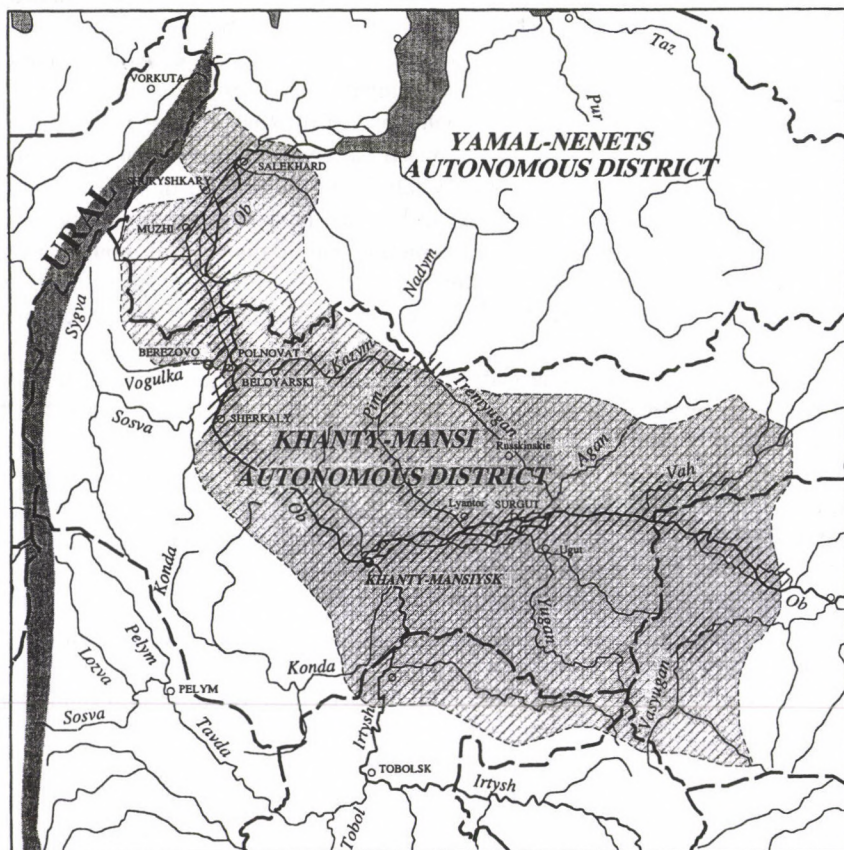 Taz
VORKUTA
Pur
YAMAL-NENETS
AUTONOMOUS DISTRICT
SALEKHARD
SHURYSHKARY
URAL
Ob
MUZHI
Nadym
Sygva
BEREZOVO
POLNOVAT
Kazym
Vogulka
BELOYARSKI
Sosva
SHERKALY
Pim
Tremyugan
KHANTY-MANSI
Russkinskie
Agan
AUTONOMOUS DISTRICT
Vah
Ob
Lyantor
SURGUT
Ugut
Konda
KHANTY-MANSIYSK
Ob
Yugan
Pelym
Lozva
Konda
PELYM
Vasyugan
Sosva
Tavda
Irtysh
TOBOLSK
Irtysh
Tobol